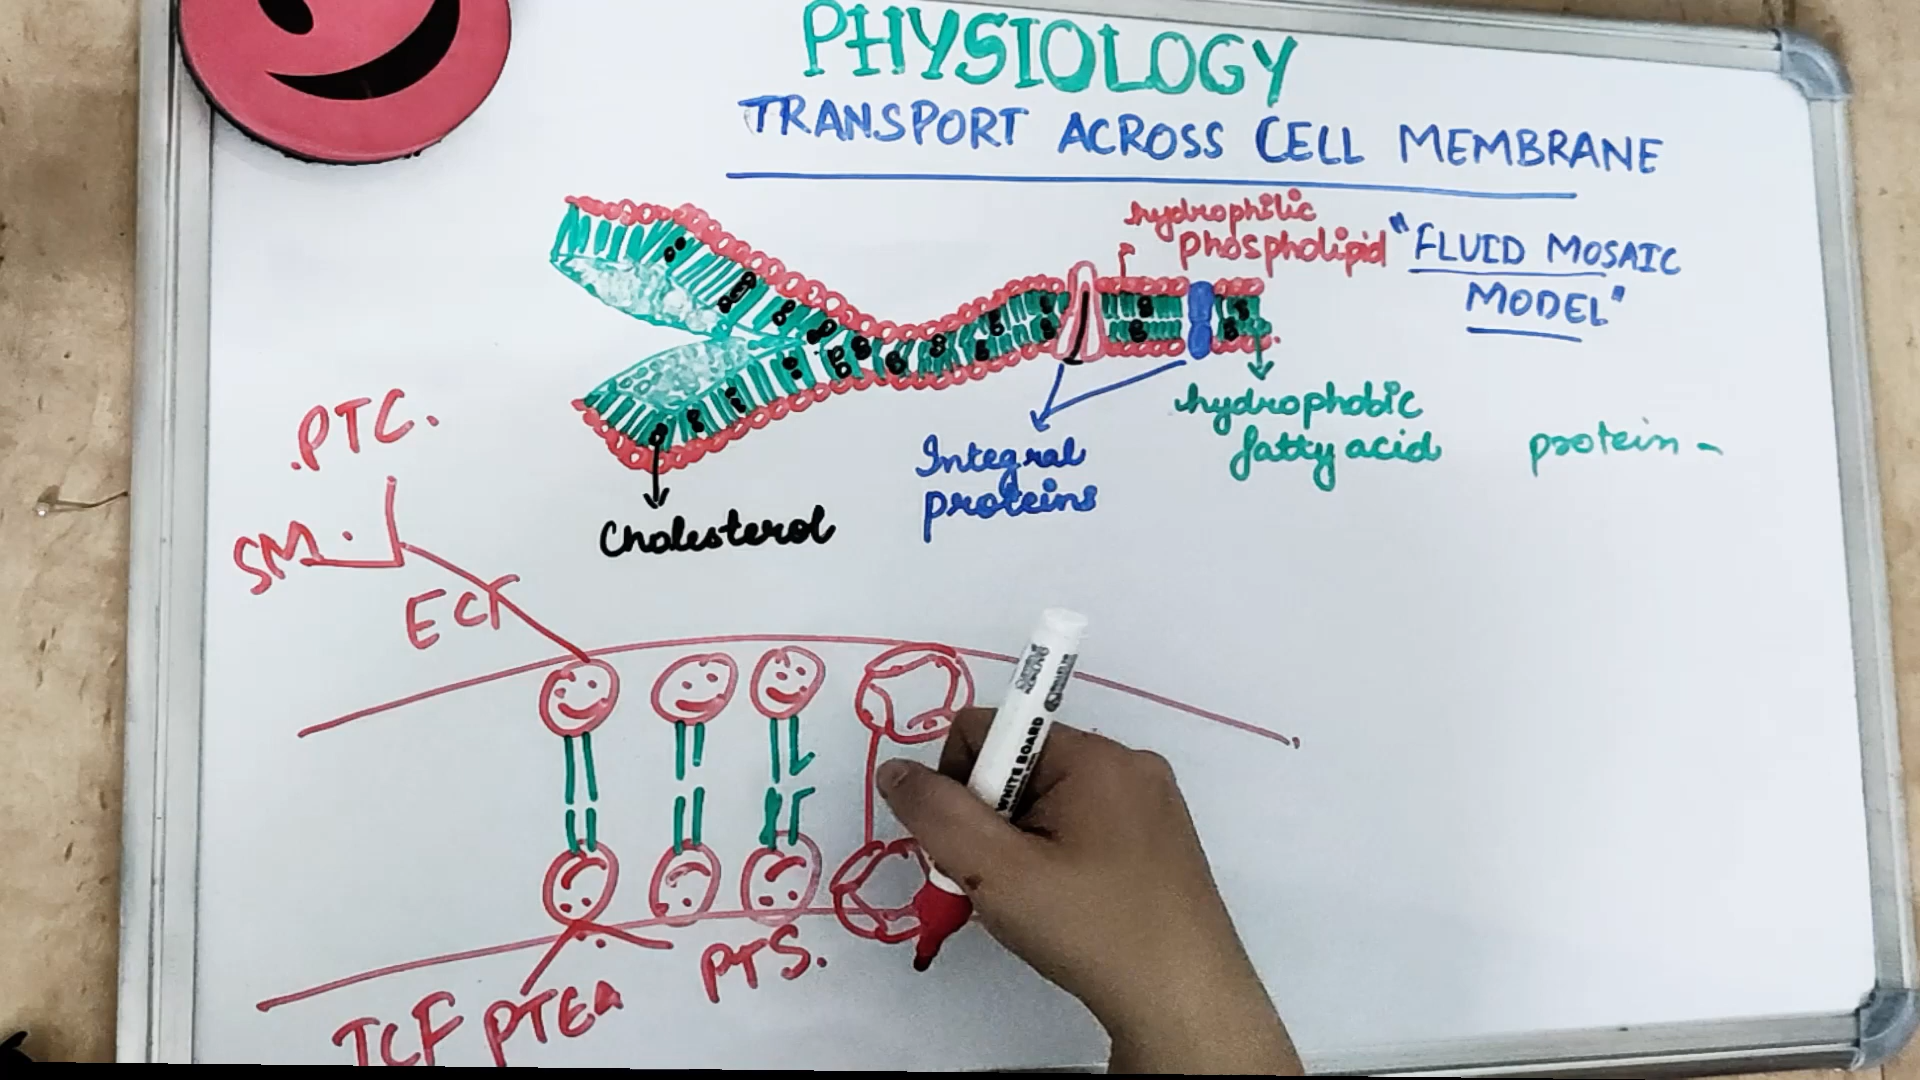 PHYSIOLOGY
TRANSPORT ACROSS CELL MEMBRANE
hydrophilic
phospholipid
"FLUID MOSAIC
MODEL"
hydrophobic
fatty acid
protein -
Integral
proteins
Cholesterol
PTC.
SM.
ECF
PTS.
ICF PTEa
WHITE BOARD